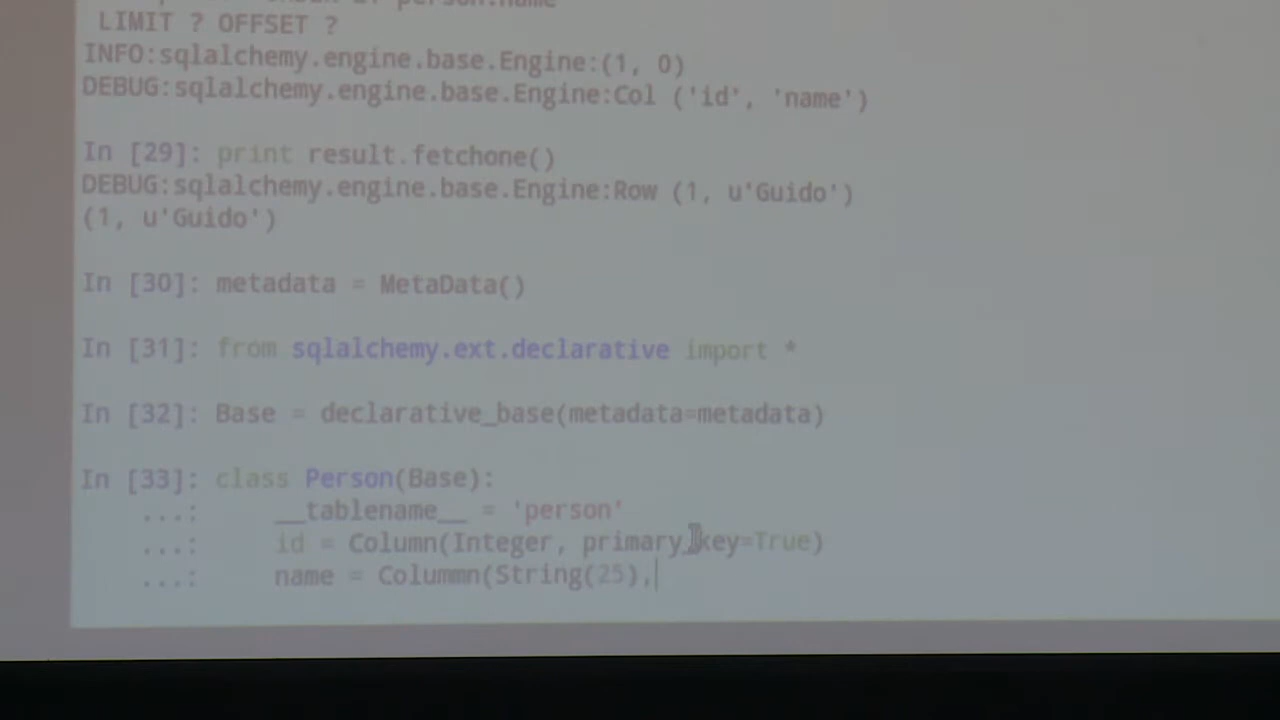 person.name
LIMIT ? OFFSET ?
INFO:sqlalchemy.engine.base.Engine:(1, 0)
DEBUG:sqlalchemy.engine.base.Engine:Col ('id', 'name')
In [29]: print result.fetchone()
DEBUG:sqlalchemy.engine.base.Engine:Row (1, u'Guido')
(1, u'Guido')
In [30]: metadata = MetaData()
In [31]: from sqlalchemy.ext.declarative import *
In [32]: Base = declarative_base(metadata=metadata)
In [33]: class Person(Base):
...: __tablename__ = 'person'
...: id = Column(Integer, primary_key=True)
...: name = Colummn(String(25),